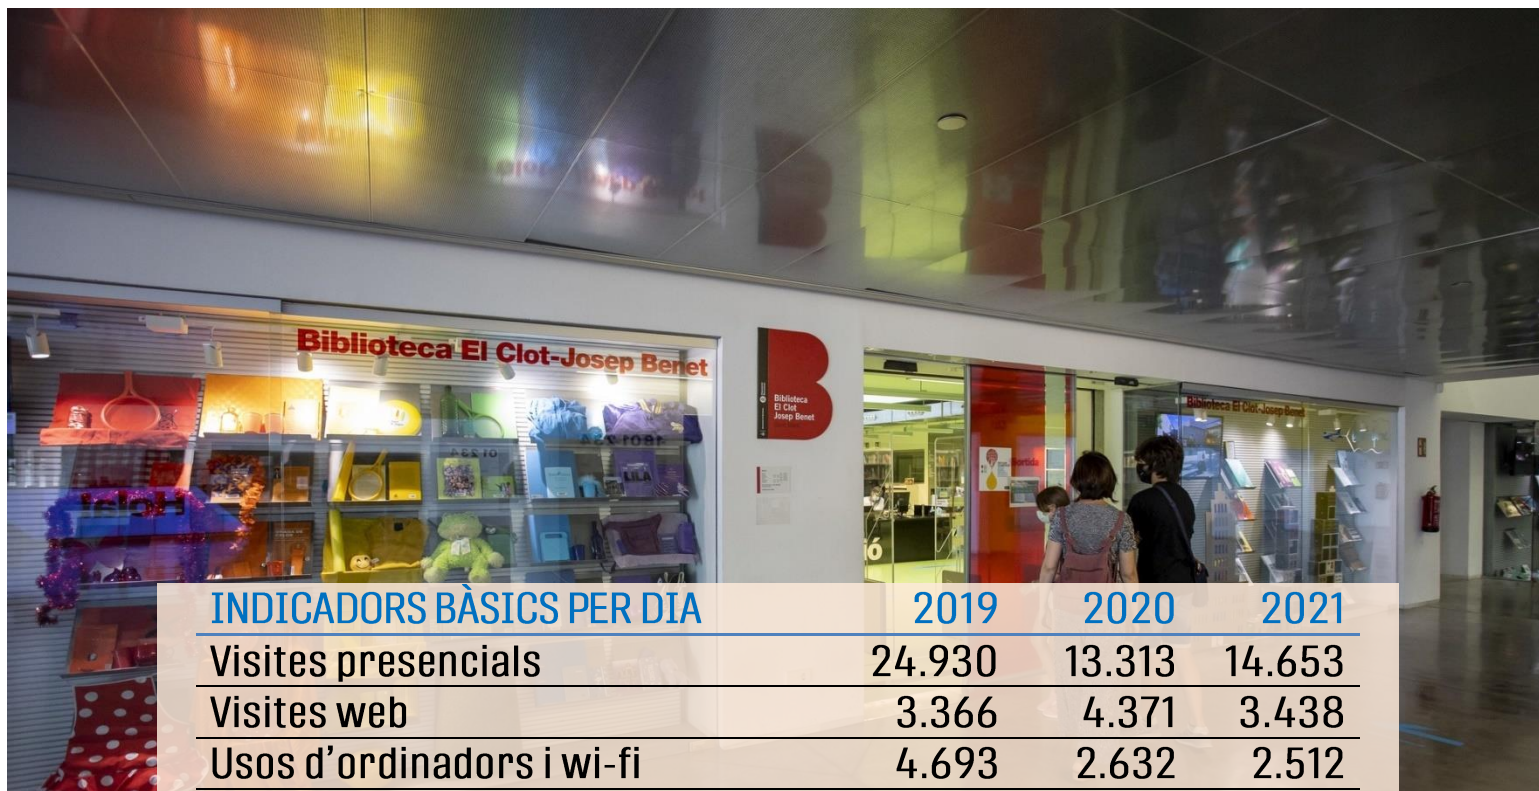 Biblioteca El Clot-Josep Benet
Biblioteca
El Clot
Josep Benet
Biblioteca El Clot-Josep Benet
Sortida
LILA
INDICADORS BÀSICS PER DIA 2019 2020 2021
Visites presencials 24.930 13.313 14.653
Visites web 3.366 4.371 3.438
Usos d’ordinadors i wi-fi 4.693 2.632 2.512